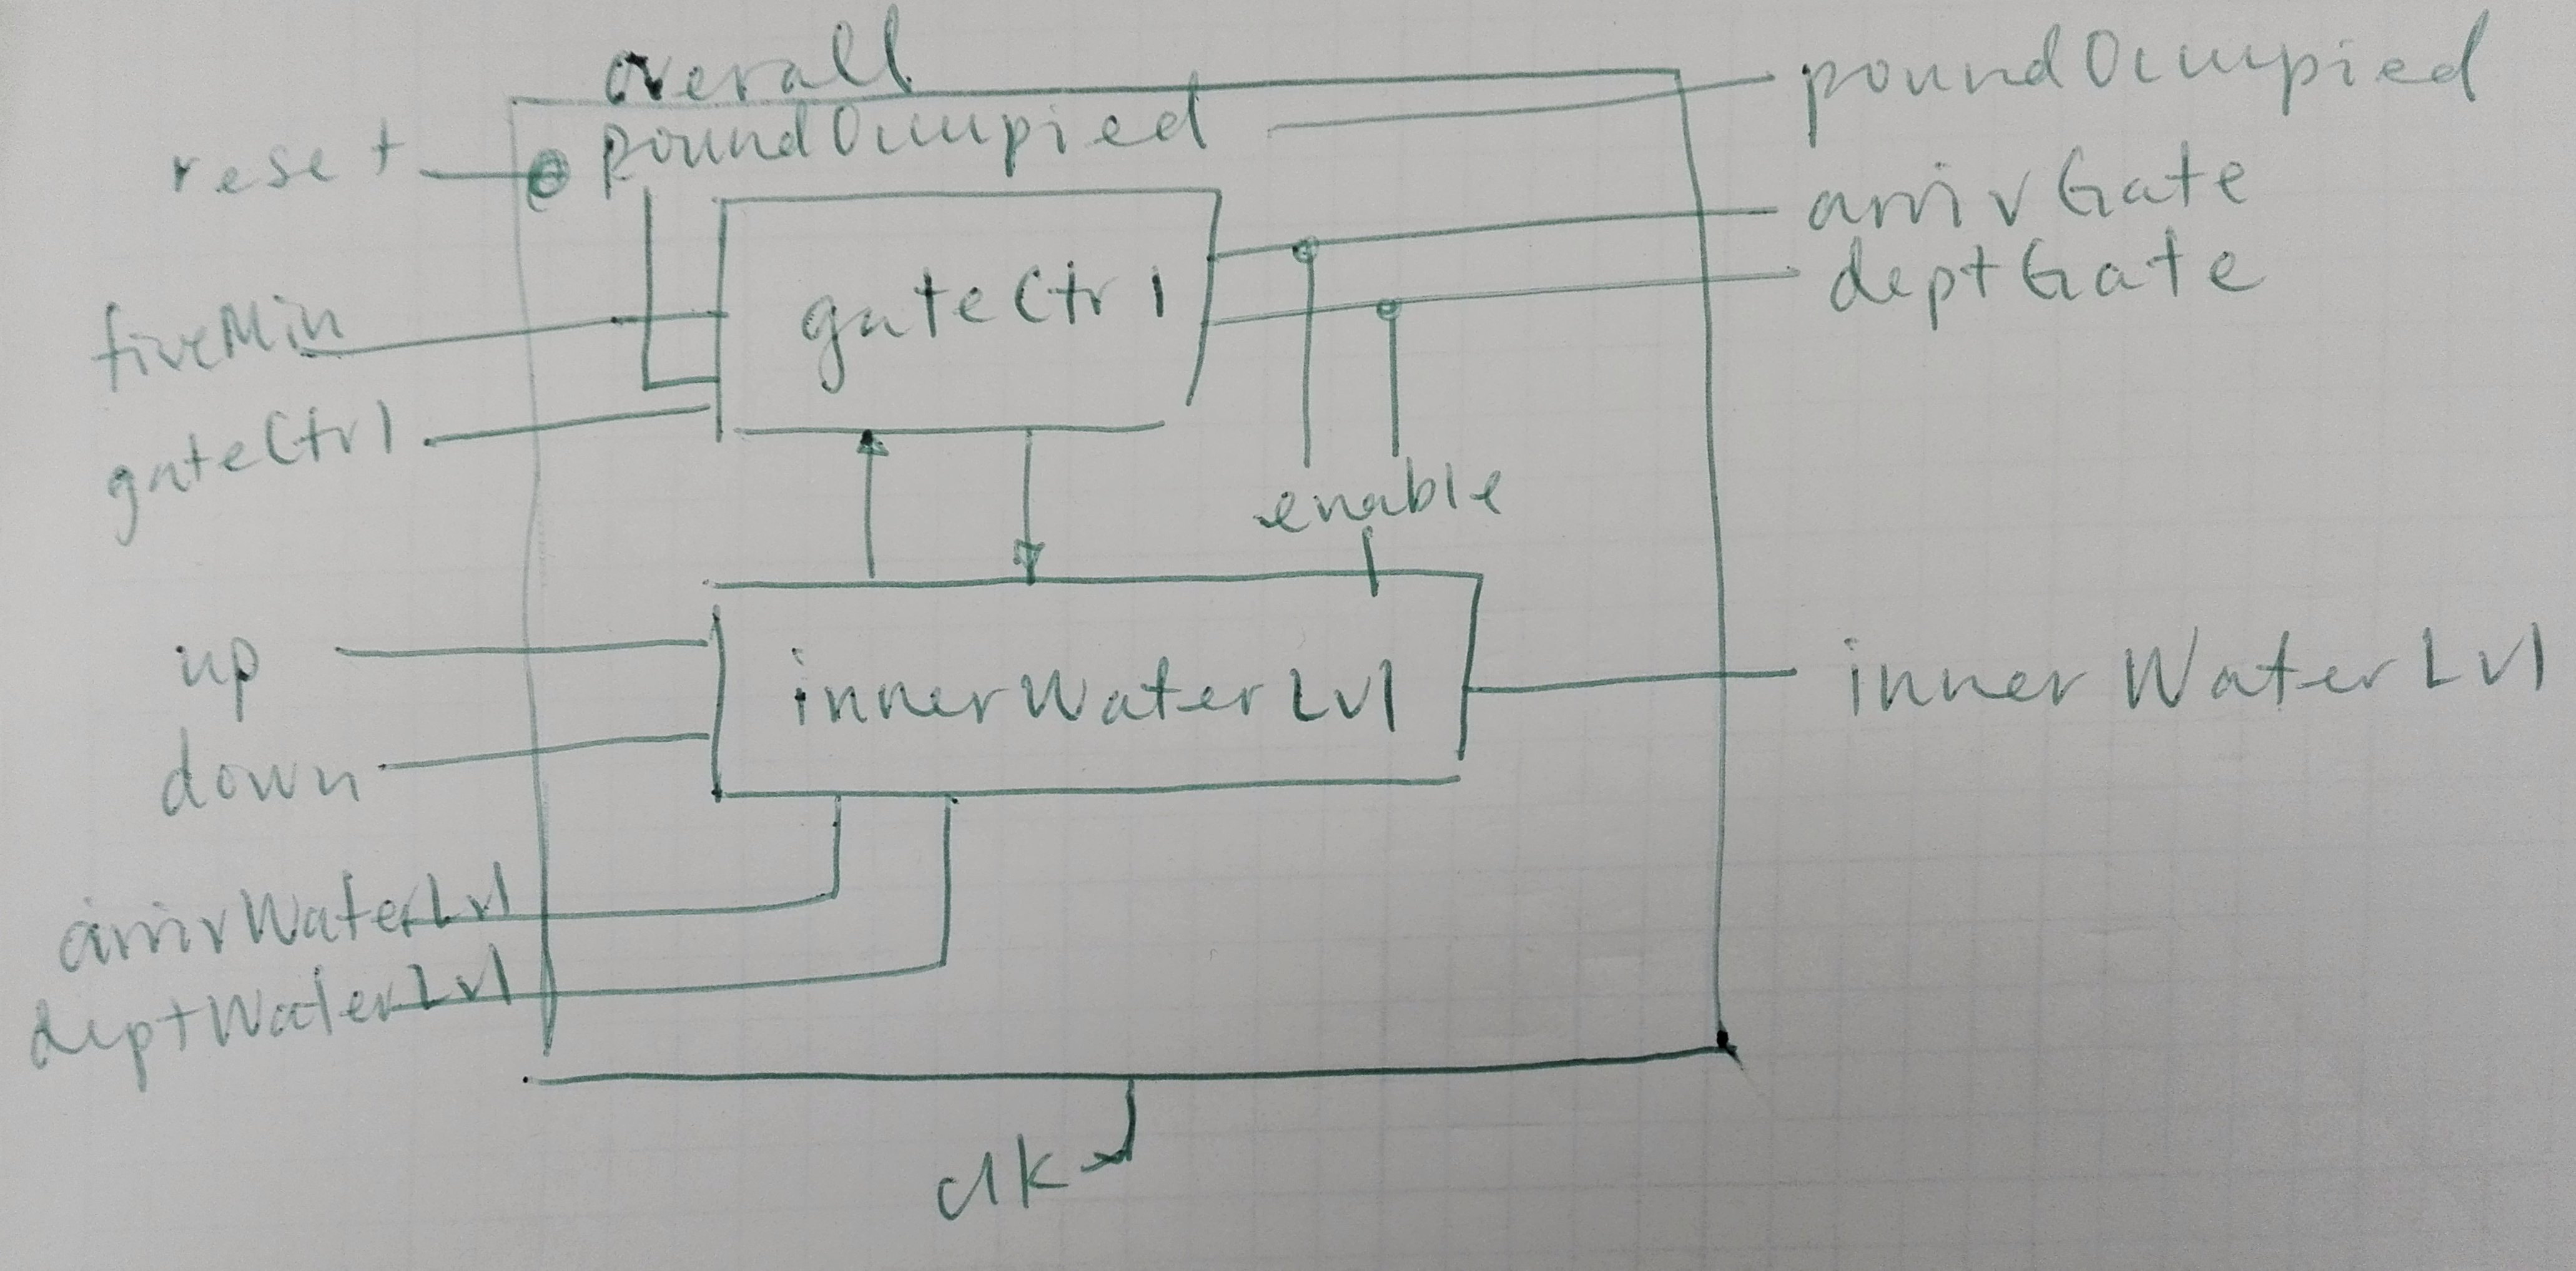 overall
poundOccupied
poundOccupied
reset
arrivGate
deptGate
fiveMin
gateCtrl
gateCtrl
enable
up
innerWaterLvl
innerWaterLvl
down
arrivWaterLvl
deptWaterLvl
clk